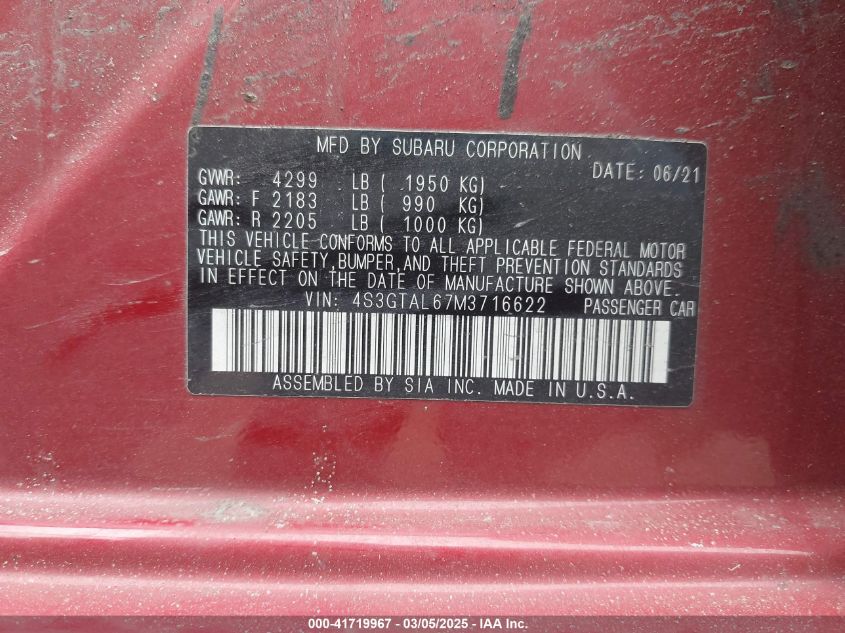 MFD BY SUBARU CORPORATION
DATE: 06/21
GVWR: 4299 LB ( 1950 KG)
GAWR: F 2183 LB ( 990 KG)
GAWR: R 2205 LB ( 1000 KG)
THIS VEHICLE CONFORMS TO ALL APPLICABLE FEDERAL MOTOR
VEHICLE SAFETY,BUMPER,AND THEFT PREVENTION STANDARDS
IN EFFECT ON THE DATE OF MANUFACTURE SHOWN ABOVE.
VIN: 4S3GTAL67M3716622 PASSENGER CAR
ASSEMBLED BY SIA INC. MADE IN U.S.A.
000-41719967 — 03/05/2025 — IAA Inc.